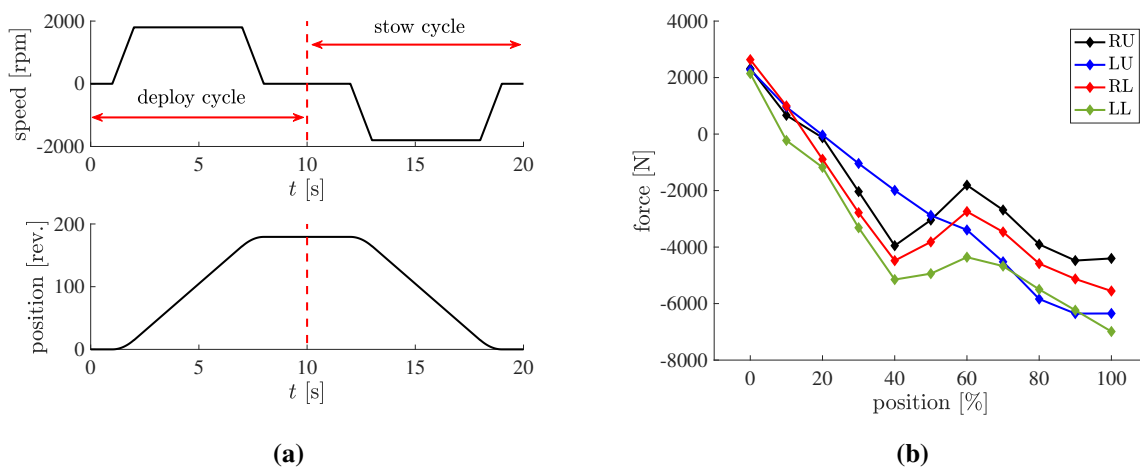 2000
0
-2000
speed [rpm]
stow cycle
deploy cycle
0 5 10 15 20
t [s]
200
100
0
position [rev.]
0 5 10 15 20
t [s]
(a)
4000
2000
0
-2000
-4000
-6000
-8000
force [N]
RU
LU
RL
LL
0 20 40 60 80 100
position [%]
(b)